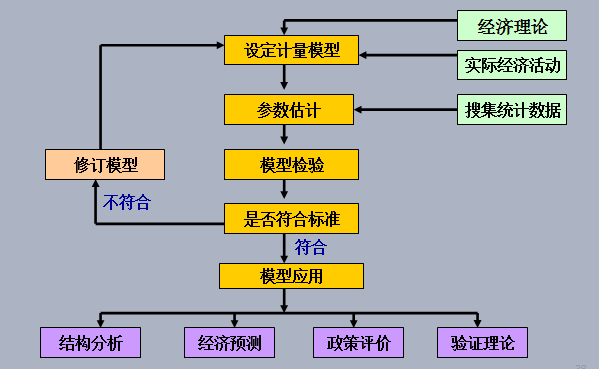 经济理论
设定计量模型
实际经济活动
参数估计
搜集统计数据
修订模型
模型检验
不符合
是否符合标准
符合
模型应用
结构分析
经济预测
政策评价
验证理论